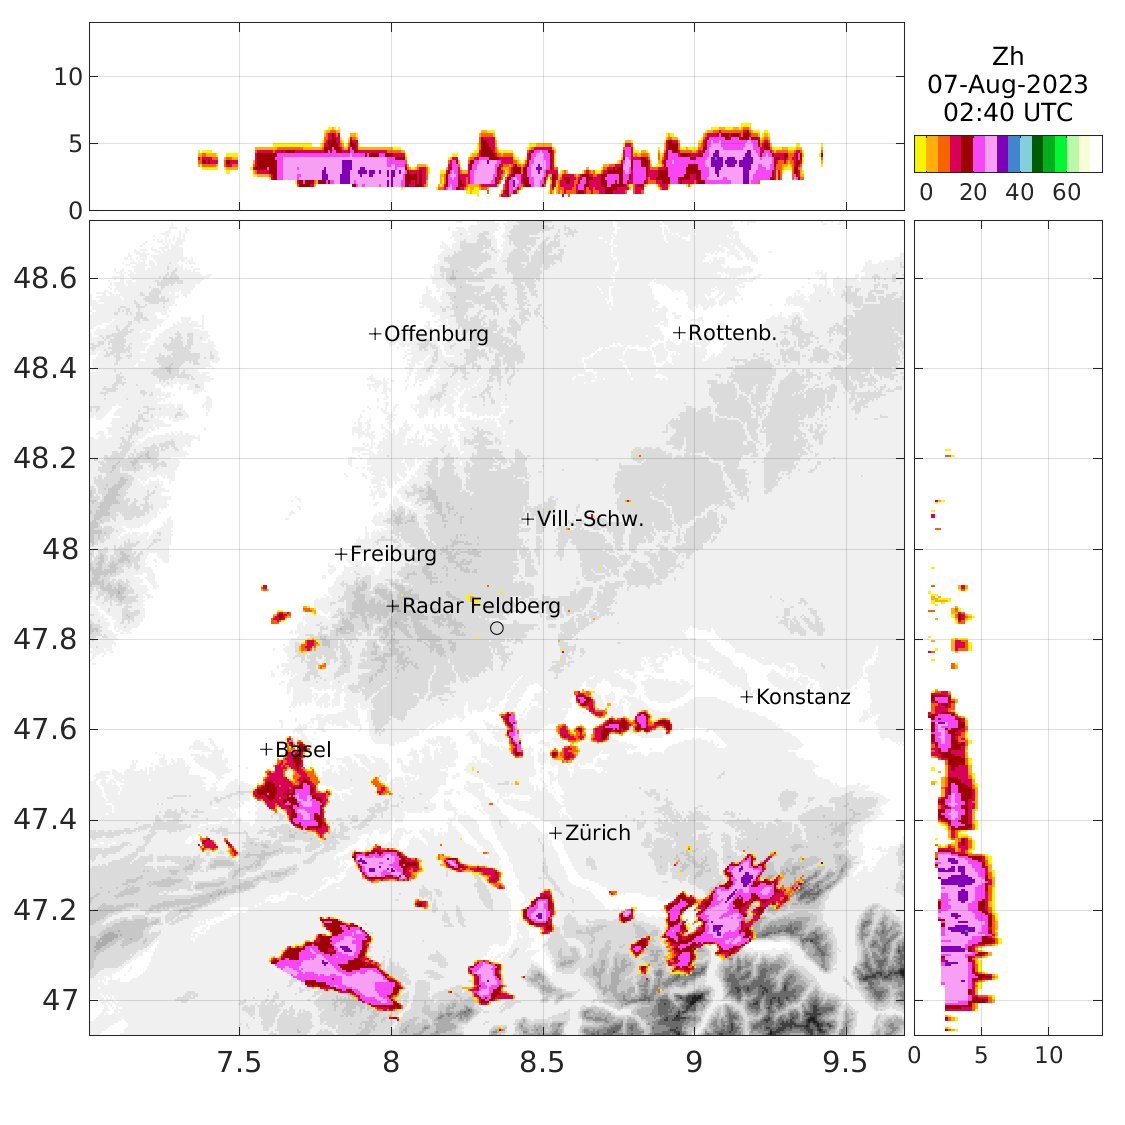 10
5
0
Zh
07-Aug-2023
02:40 UTC
0 20 40 60
48.6
48.4
48.2
48
47.8
47.6
47.4
47.2
47
+Offenburg
+Rottenb.
+Vill.-Schw.
+Freiburg
+Radar Feldberg
+Konstanz
+Basel
+Zürich
7.5 8 8.5 9 9.5
0 5 10